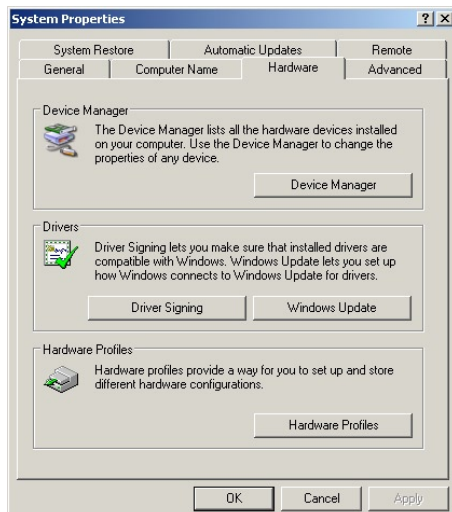 System Properties
System Restore Automatic Updates Remote
General Computer Name Hardware Advanced
Device Manager
The Device Manager lists all the hardware devices installed
on your computer. Use the Device Manager to change the
properties of any device.
Device Manager
Drivers
Driver Signing lets you make sure that installed drivers are
compatible with Windows. Windows Update lets you set up
how Windows connects to Windows Update for drivers.
Driver Signing Windows Update
Hardware Profiles
Hardware profiles provide a way for you to set up and store
different hardware configurations.
Hardware Profiles
OK Cancel Apply